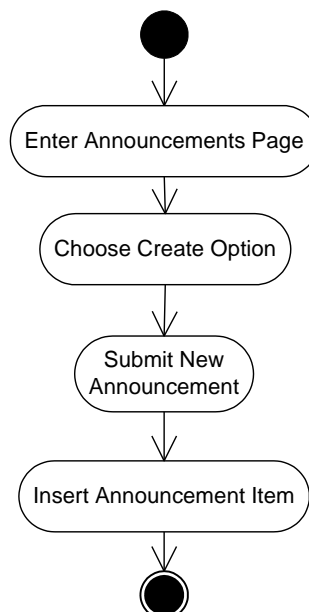 Enter Announcements Page
Choose Create Option
Submit New
Announcement
Insert Announcement Item